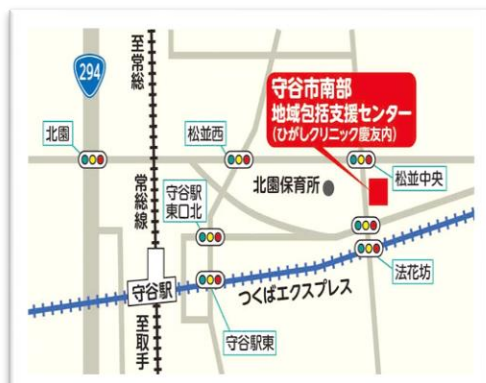 至常総
294
守谷市南部
地域包括支援センター
(ひがしクリニック慶友内)
北園
松並西
松並中央
常総線
守谷駅
東口北
北園保育所
法花坊
守谷駅
つくばエクスプレス
至取手
守谷駅東